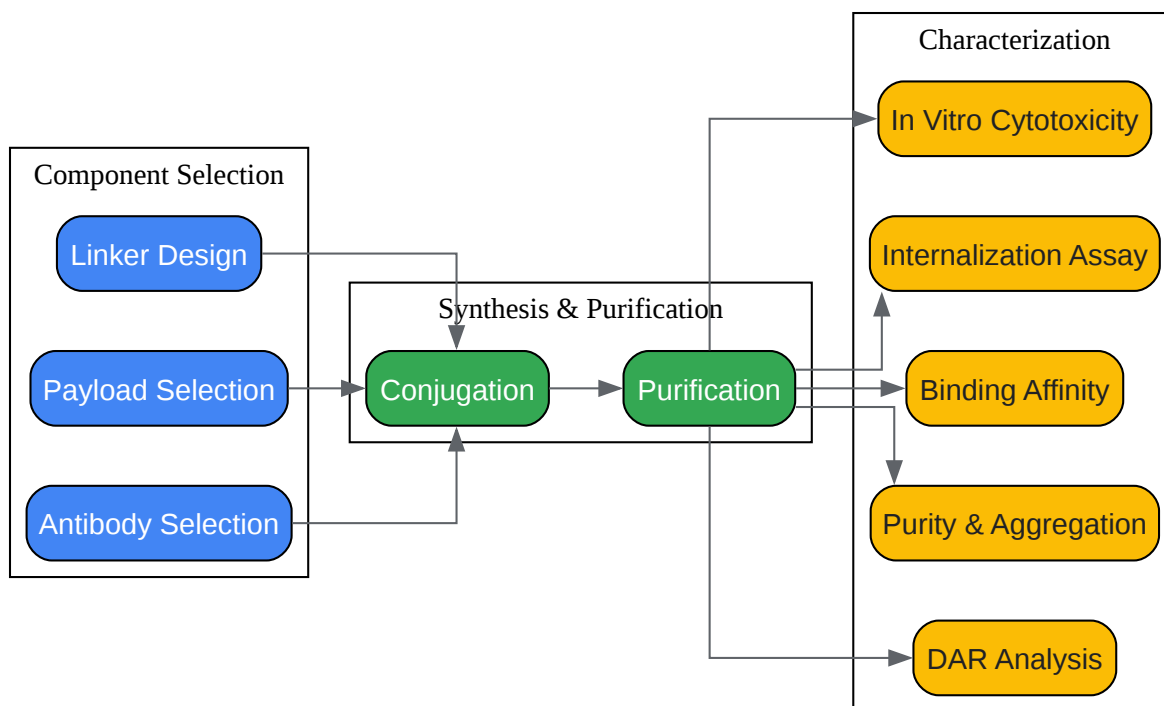 Component Selection
Linker Design
Payload Selection
Antibody Selection
Synthesis & Purification
Conjugation
Purification
Characterization
In Vitro Cytotoxicity
Internalization Assay
Binding Affinity
Purity & Aggregation
DAR Analysis